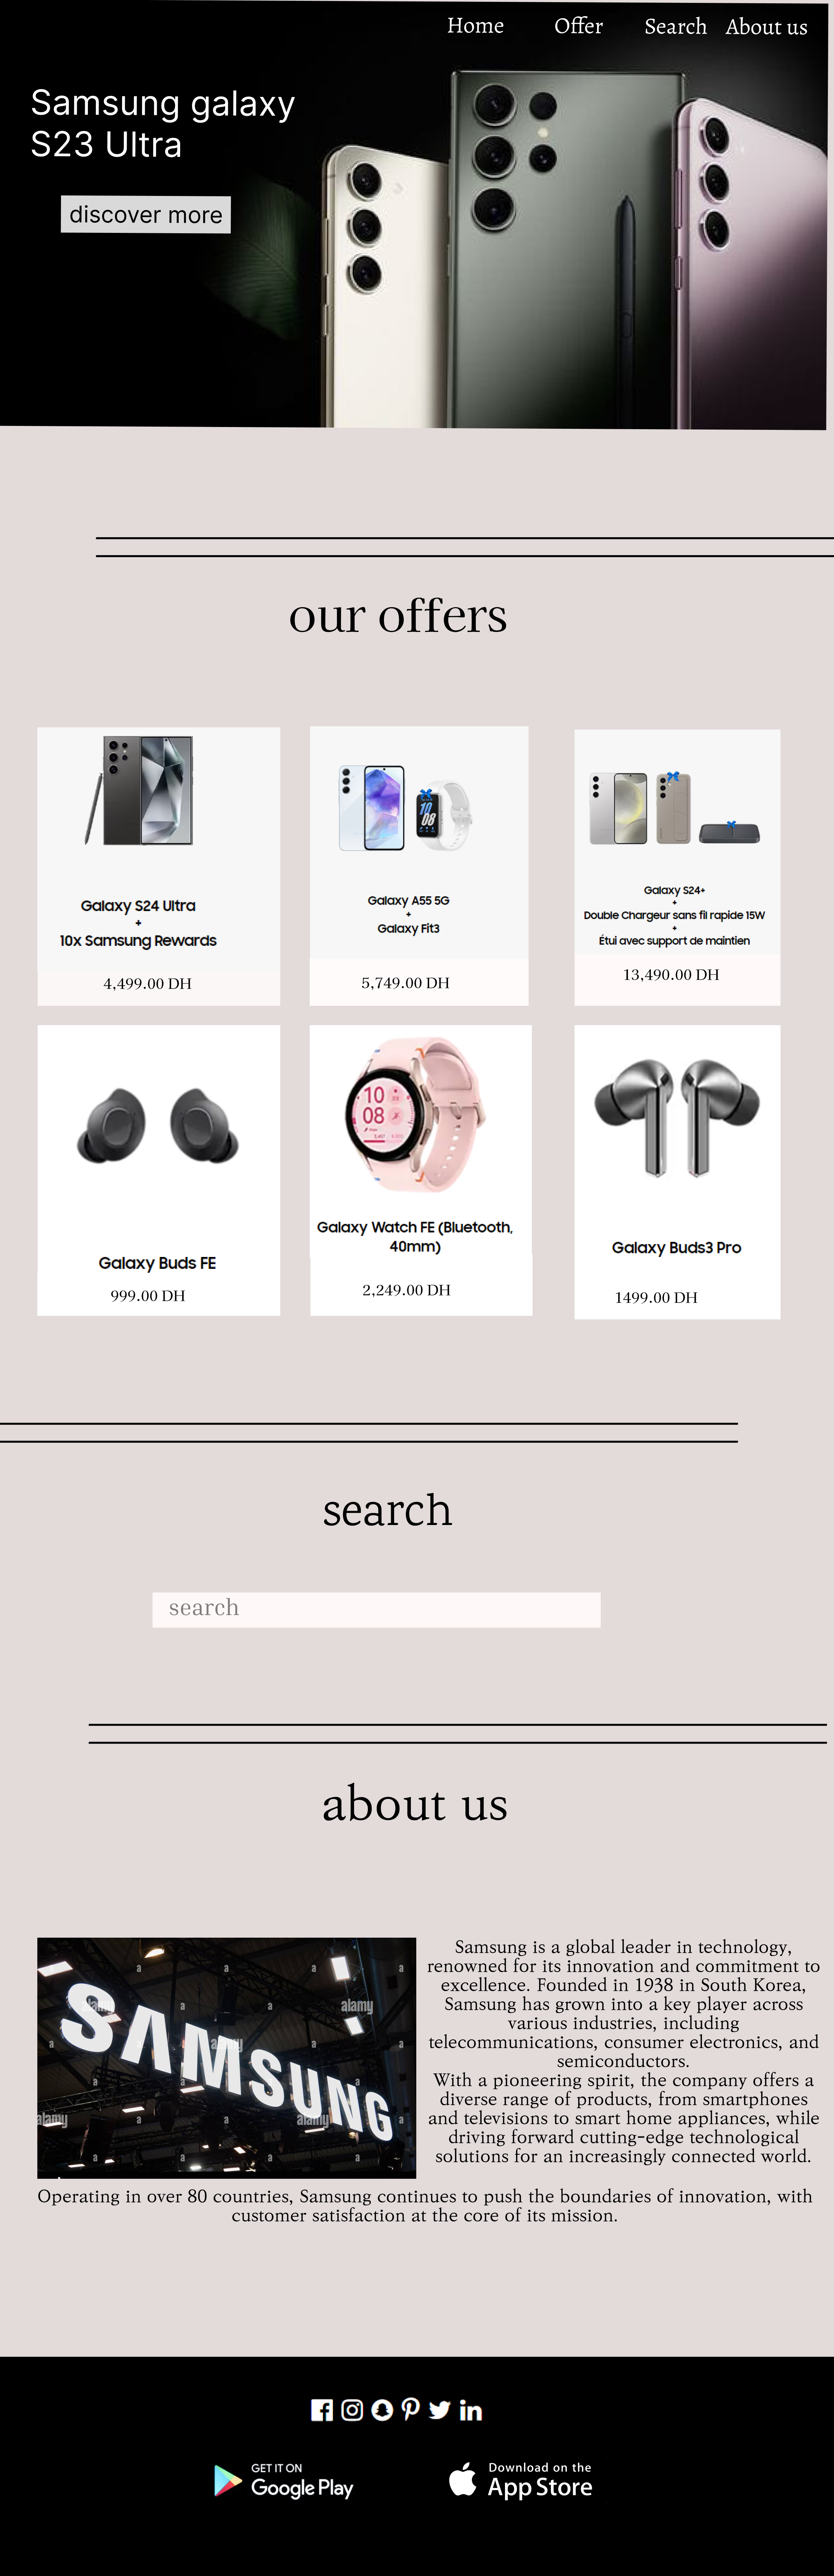 Home Offer Search About us
Samsung galaxy
S23 Ultra
discover more
our offers
Galaxy S24 Ultra
+
10x Samsung Rewards
4,499.00 DH
10
08
Galaxy A55 5G
+
Galaxy Fit3
5,749.00 DH
Galaxy S24+
+
Double Chargeur sans fil rapide 15W
+
Étui avec support de maintien
13,490.00 DH
Galaxy Buds FE
999.00 DH
10
08
Galaxy Watch FE (Bluetooth,
40mm)
2,249.00 DH
Galaxy Buds3 Pro
1499.00 DH
search
search
about us
SAMSUNG
alamy
alamy
alamy
alamy
alamy
Samsung is a global leader in technology,
renowned for its innovation and commitment to
excellence. Founded in 1938 in South Korea,
Samsung has grown into a key player across
various industries, including
telecommunications, consumer electronics, and
semiconductors.
With a pioneering spirit, the company offers a
diverse range of products, from smartphones
and televisions to smart home appliances, while
driving forward cutting-edge technological
solutions for an increasingly connected world.
Operating in over 80 countries, Samsung continues to push the boundaries of innovation, with
customer satisfaction at the core of its mission.
GET IT ON
Google Play
Download on the
App Store